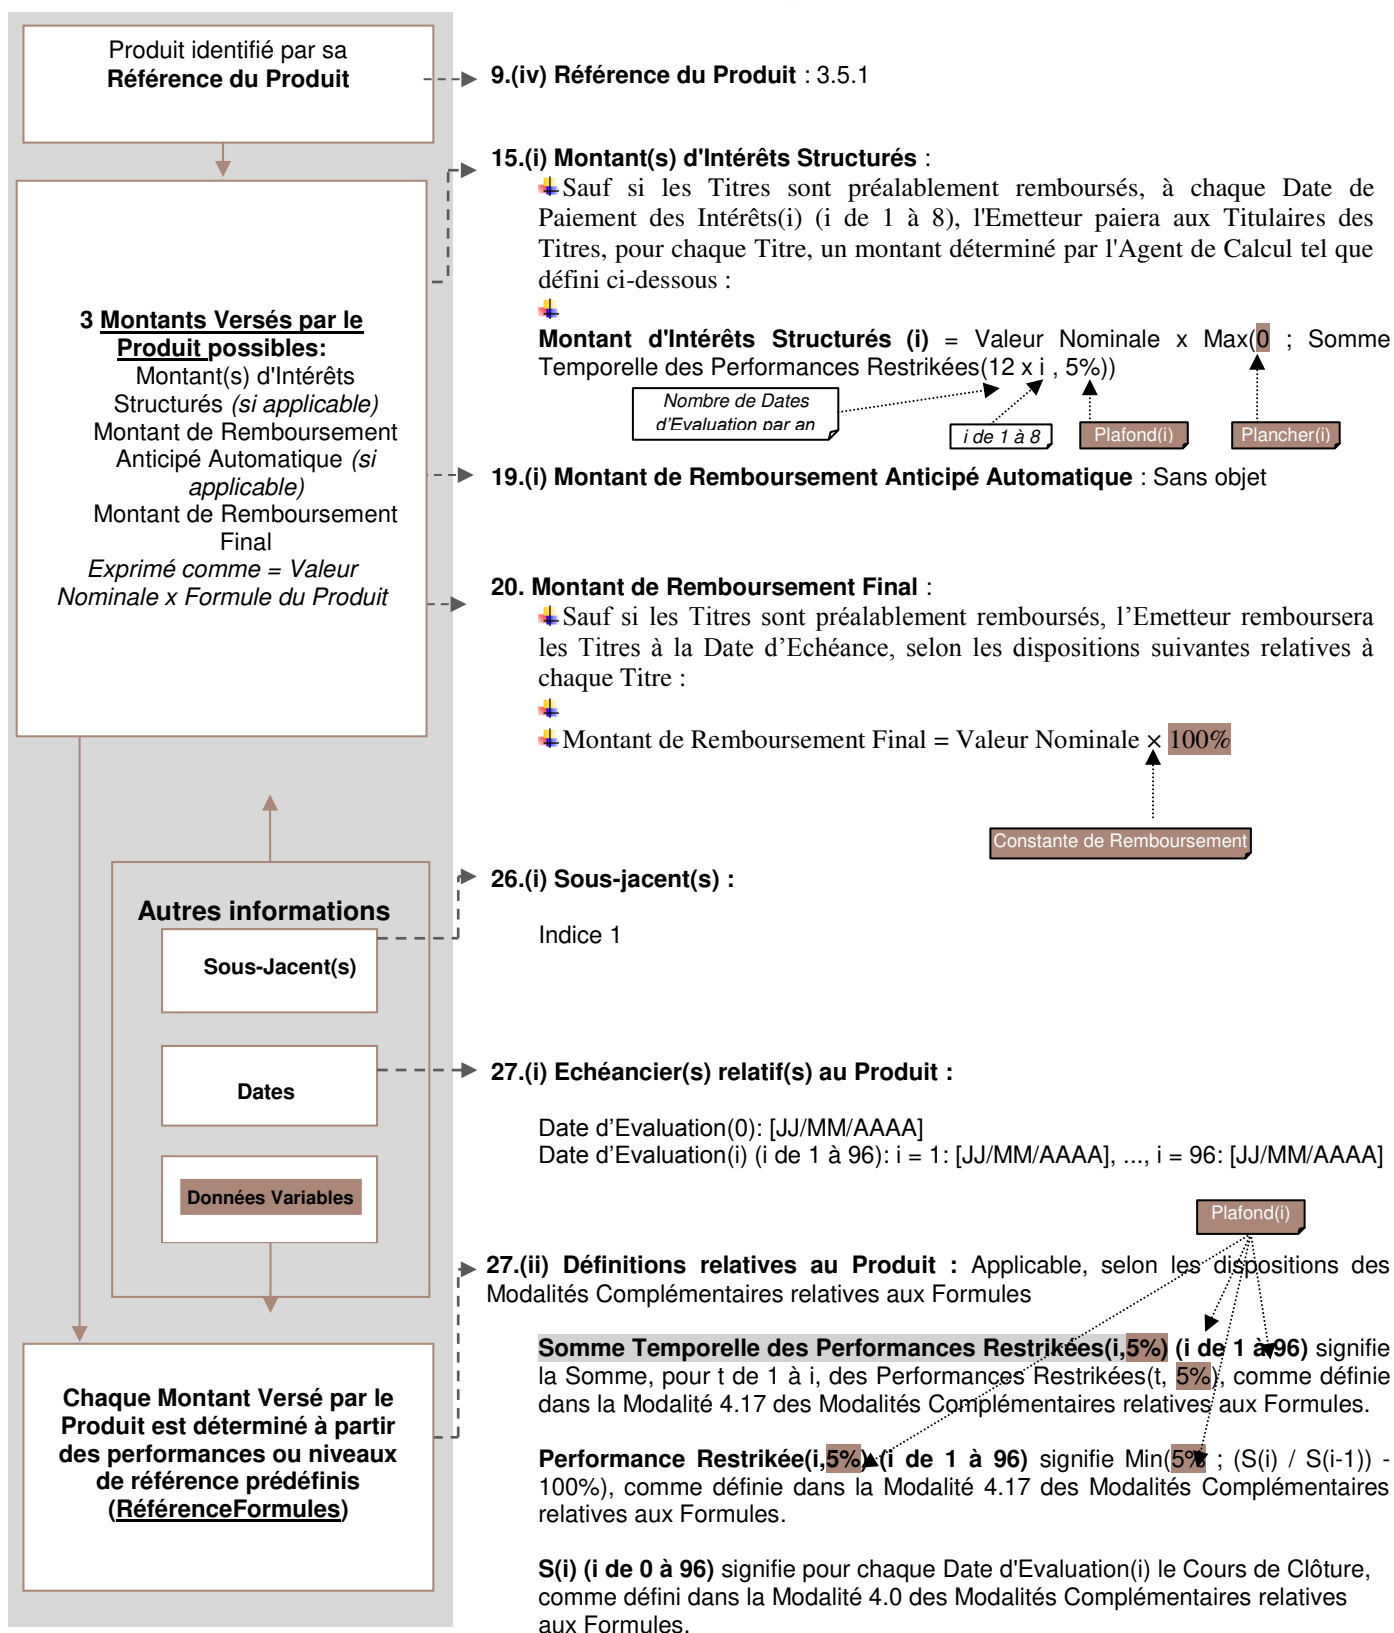 Produit identifié par sa
Référence du Produit
9.(iv) Référence du Produit : 3.5.1
15.(i) Montant(s) d'Intérêts Structurés :
Sauf si les Titres sont préalablement remboursés, à chaque Date de
Paiement des Intérêts(i) (i de 1 à 8), l'Emetteur paiera aux Titulaires des
Titres, pour chaque Titre, un montant déterminé par l'Agent de Calcul tel que
défini ci-dessous :
Montant d'Intérêts Structurés (i) = Valeur Nominale x Max(0 ; Somme
Temporelle des Performances Restrikées(12 x i , 5%))
Nombre de Dates
d'Evaluation par an
i de 1 à 8
Plafond(i)
Plancher(i)
3 Montants Versés par le
Produit possibles:
Montant(s) d'Intérêts
Structurés (si applicable)
Montant de Remboursement
Anticipé Automatique (si
applicable)
Montant de Remboursement
Final
Exprimé comme = Valeur
Nominale x Formule du Produit
19.(i) Montant de Remboursement Anticipé Automatique : Sans objet
20. Montant de Remboursement Final :
Sauf si les Titres sont préalablement remboursés, l’Emetteur remboursera
les Titres à la Date d’Echéance, selon les dispositions suivantes relatives à
chaque Titre :
Montant de Remboursement Final = Valeur Nominale × 100%
Constante de Remboursement
Autres informations
Sous-Jacent(s)
Dates
Données Variables
26.(i) Sous-jacent(s) :
Indice 1
27.(i) Echéancier(s) relatif(s) au Produit :
Date d’Evaluation(0): [JJ/MM/AAAA]
Date d’Evaluation(i) (i de 1 à 96): i = 1: [JJ/MM/AAAA], ..., i = 96: [JJ/MM/AAAA]
Plafond(i)
27.(ii) Définitions relatives au Produit : Applicable, selon les dispositions des
Modalités Complémentaires relatives aux Formules
Somme Temporelle des Performances Restrikées(i,5%) (i de 1 à 96) signifie
la Somme, pour t de 1 à i, des Performances Restrikées(t, 5%), comme définie
dans la Modalité 4.17 des Modalités Complémentaires relatives aux Formules.
Performance Restrikée(i,5%) (i de 1 à 96) signifie Min(5% ; (S(i) / S(i-1)) -
100%), comme définie dans la Modalité 4.17 des Modalités Complémentaires
relatives aux Formules.
S(i) (i de 0 à 96) signifie pour chaque Date d'Evaluation(i) le Cours de Clôture,
comme défini dans la Modalité 4.0 des Modalités Complémentaires relatives
aux Formules.
Chaque Montant Versé par le
Produit est déterminé à partir
des performances ou niveaux
de référence prédéfinis
(RéférenceFormules)